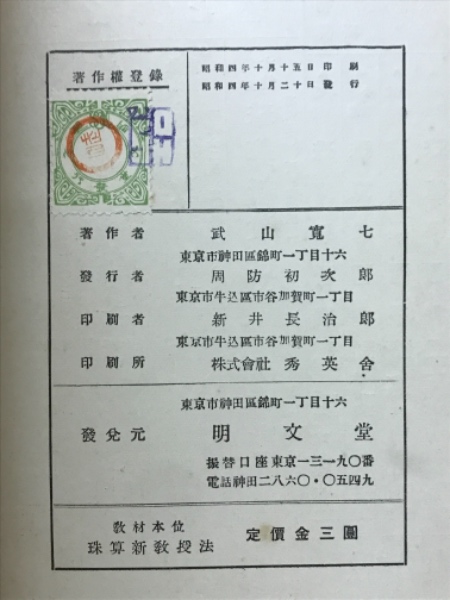 著作權登錄
昭和四年十月十五日印刷
昭和四年十月二十日發行
著作者 武山寬七
東京市神田區錦町一丁目十六
發行者 周防初次郎
東京市牛込區市谷加賀町一丁目
印刷者 新井長治郎
東京市牛込區市谷加賀町一丁目
印刷所 株式會社 秀英舍
東京市神田區錦町一丁目十六
發兌元 明文堂
振替口座東京一三一九〇番
電話神田二八六〇・〇五四九
敎材本位
珠算新敎授法
定價金三圓